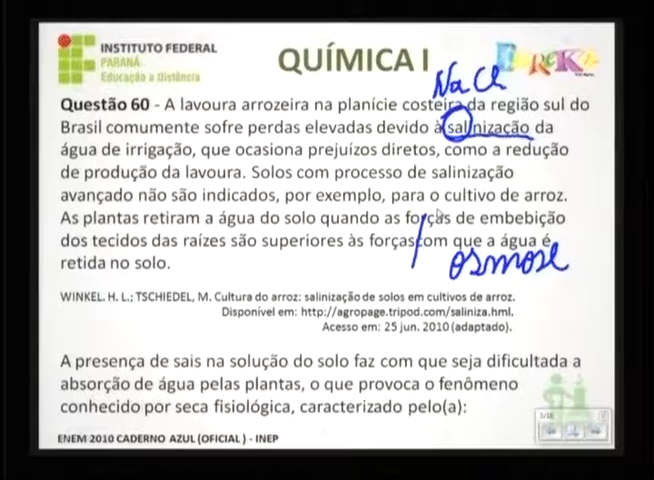 INSTITUTO FEDERAL
PARANÁ
Educação a Distância
QUÍMICA I
EUREKA
NaCl
Questão 60 - A lavoura arrozeira na planície costeira da região sul do
Brasil comumente sofre perdas elevadas devido à salinização da
água de irrigação, que ocasiona prejuízos diretos, como a redução
de produção da lavoura. Solos com processo de salinização
avançado não são indicados, por exemplo, para o cultivo de arroz.
As plantas retiram a água do solo quando as forças de embebição
dos tecidos das raízes são superiores às forças com que a água é
retida no solo.
osmose
WINKEL. H. L.; TSCHIEDEL, M. Cultura do arroz: salinização de solos em cultivos de arroz.
Disponível em: http://agropage.tripod.com/saliniza.hml.
Acesso em: 25 jun. 2010 (adaptado).
A presença de sais na solução do solo faz com que seja dificultada a
absorção de água pelas plantas, o que provoca o fenômeno
conhecido por seca fisiológica, caracterizado pelo(a):
ENEM 2010 CADERNO AZUL (OFICIAL ) - INEP